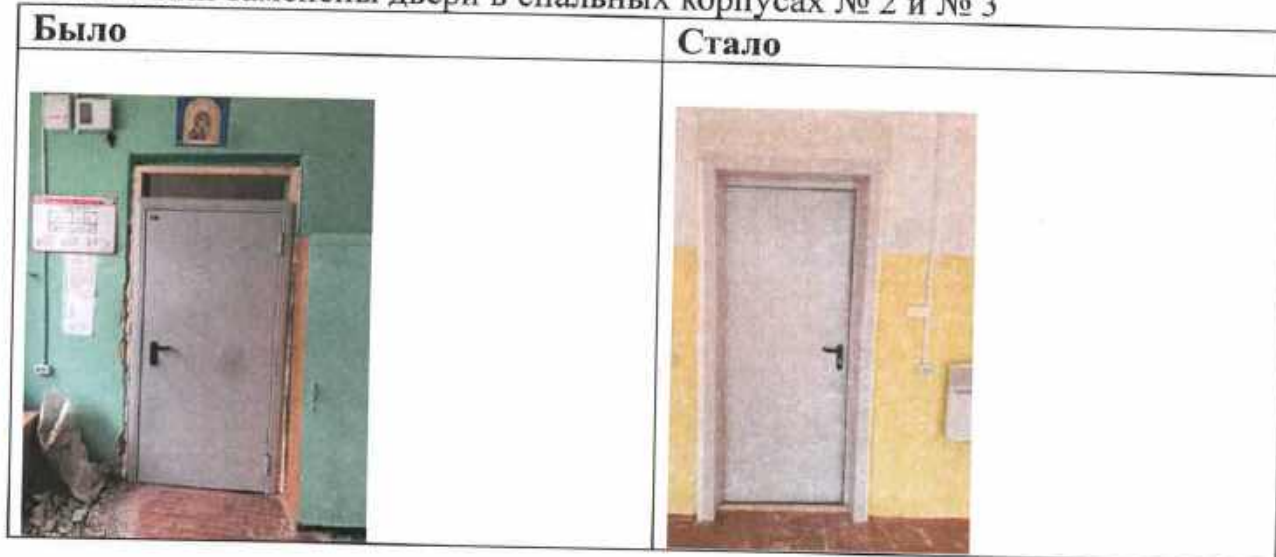 заменены двери в спальных корпусах № 2 и № 3
Было
Стало